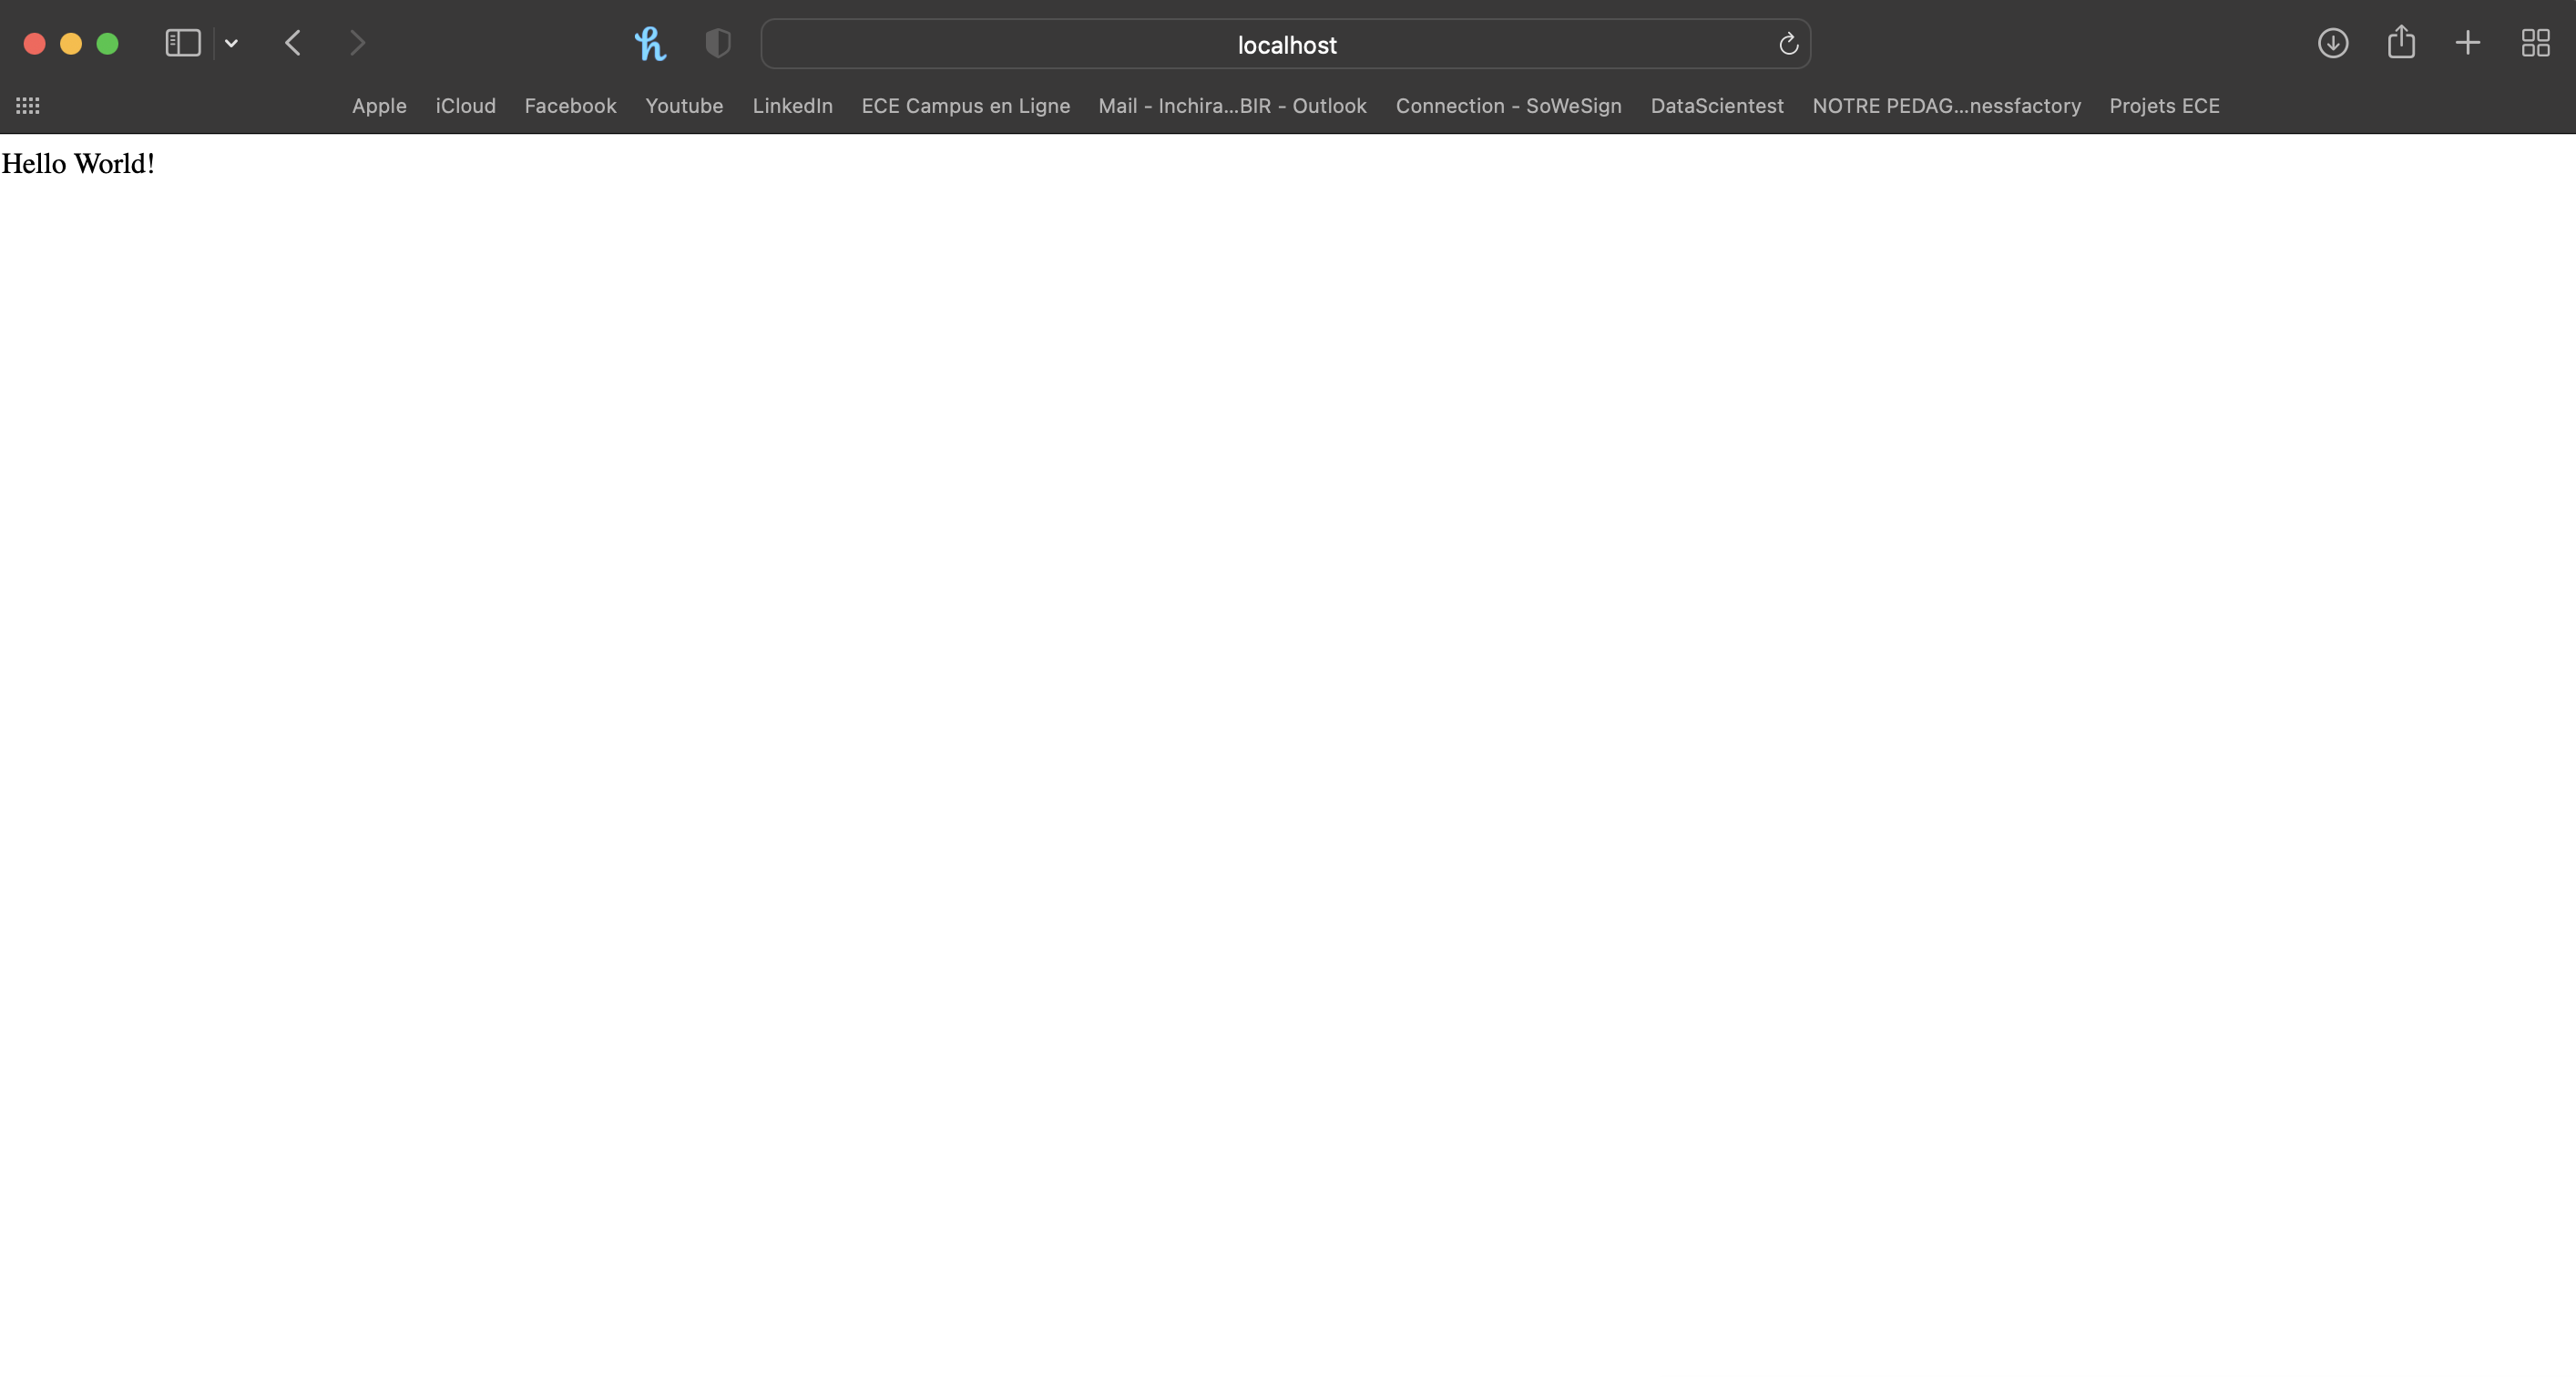 localhost
Apple iCloud Facebook Youtube LinkedIn ECE Campus en Ligne Mail - Inchira...BIR - Outlook Connection - SoWeSign DataScientest NOTRE PEDAG...nessfactory Projets ECE
Hello World!